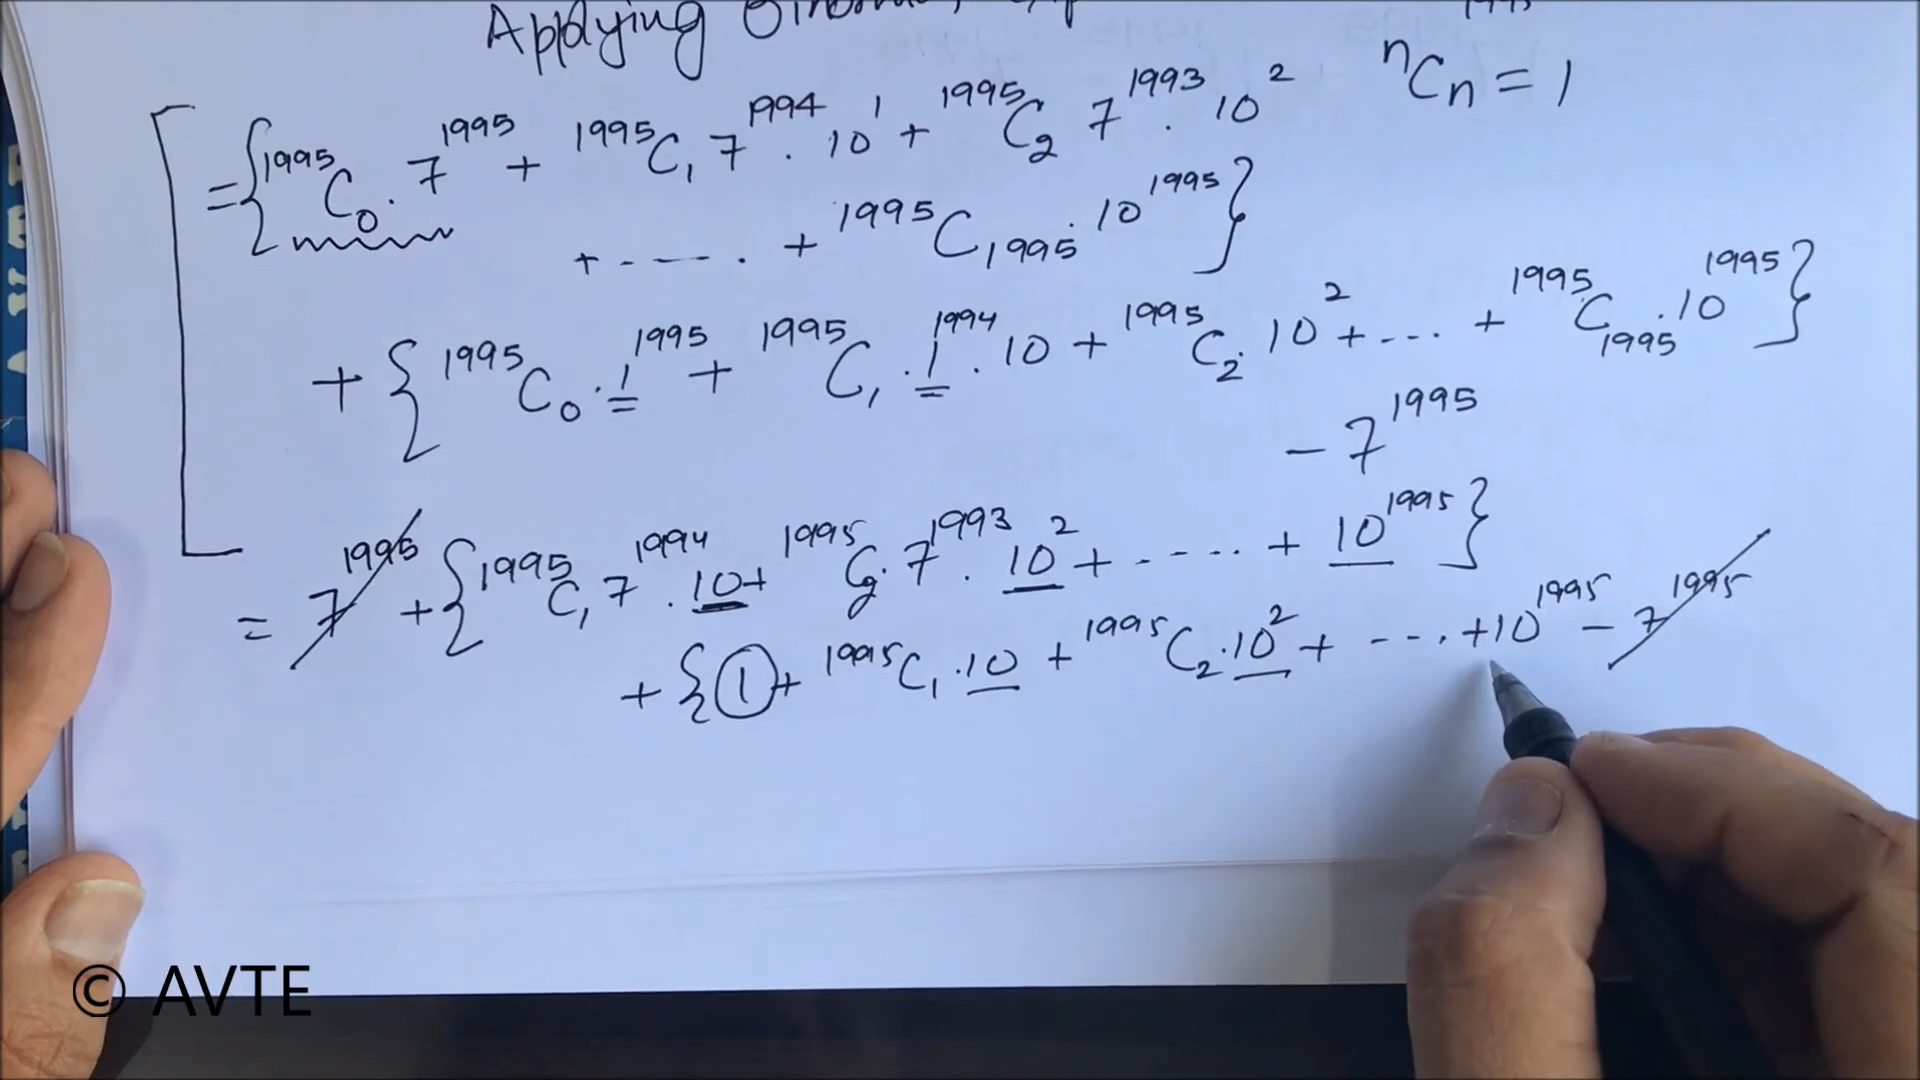 Applying
1995
ⁿCₙ = 1
= { ¹⁹⁹⁵C₀ . 7¹⁹⁹⁵ + ¹⁹⁹⁵C₁ 7¹⁹⁹⁴ . 10¹ + ¹⁹⁹⁵C₂ 7¹⁹⁹³ . 10²
+ - - - . + ¹⁹⁹⁵C₁₉₉₅ . 10¹⁹⁹⁵ }
+ { ¹⁹⁹⁵C₀ . 1¹⁹⁹⁵ + ¹⁹⁹⁵C₁ . 1¹⁹⁹⁴ . 10 + ¹⁹⁹⁵C₂ . 10² + - .. + ¹⁹⁹⁵C₁₉₉₅ . 10¹⁹⁹⁵ }
- 7¹⁹⁹⁵
= 7¹⁹⁹⁵ + { ¹⁹⁹⁵C₁ 7¹⁹⁹⁴ . 10 + ¹⁹⁹⁵C₂ . 7¹⁹⁹³ . 10² + - - - .. + 10¹⁹⁹⁵ }
+ { 1 + ¹⁹⁹⁵C₁ . 10 + ¹⁹⁹⁵C₂ . 10² + - - . . + 10¹⁹⁹⁵ - 7¹⁹⁹⁵
© AVTE